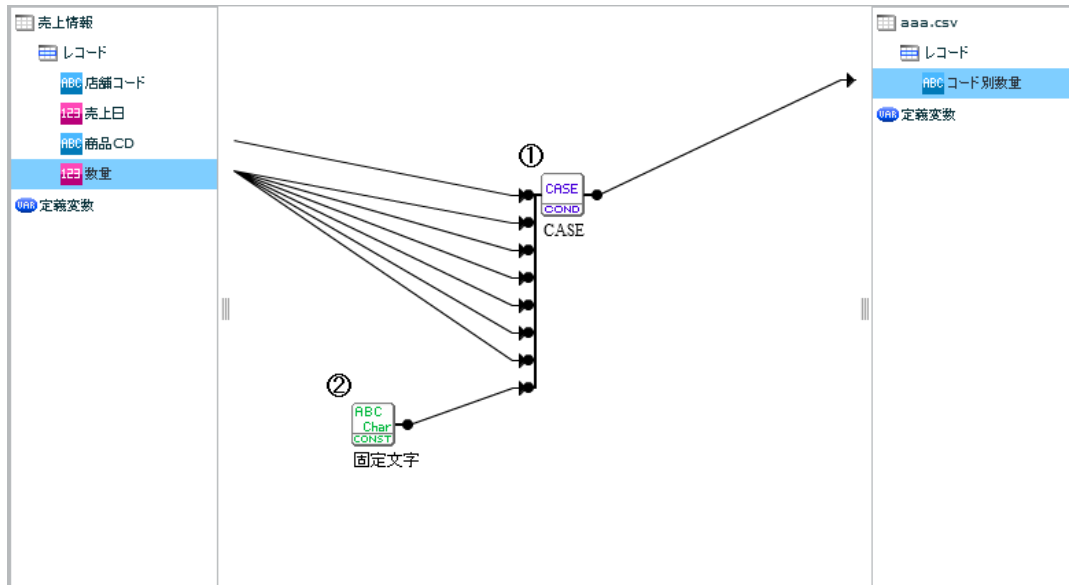 売上情報
レコード
ABC 店舗コード
123 売上日
ABC 商品CD
123 数量
VAR 定義変数
①
CASE
COND
CASE
②
ABC
Char
CONST
固定文字
aaa.csv
レコード
ABC コード別数量
VAR 定義変数